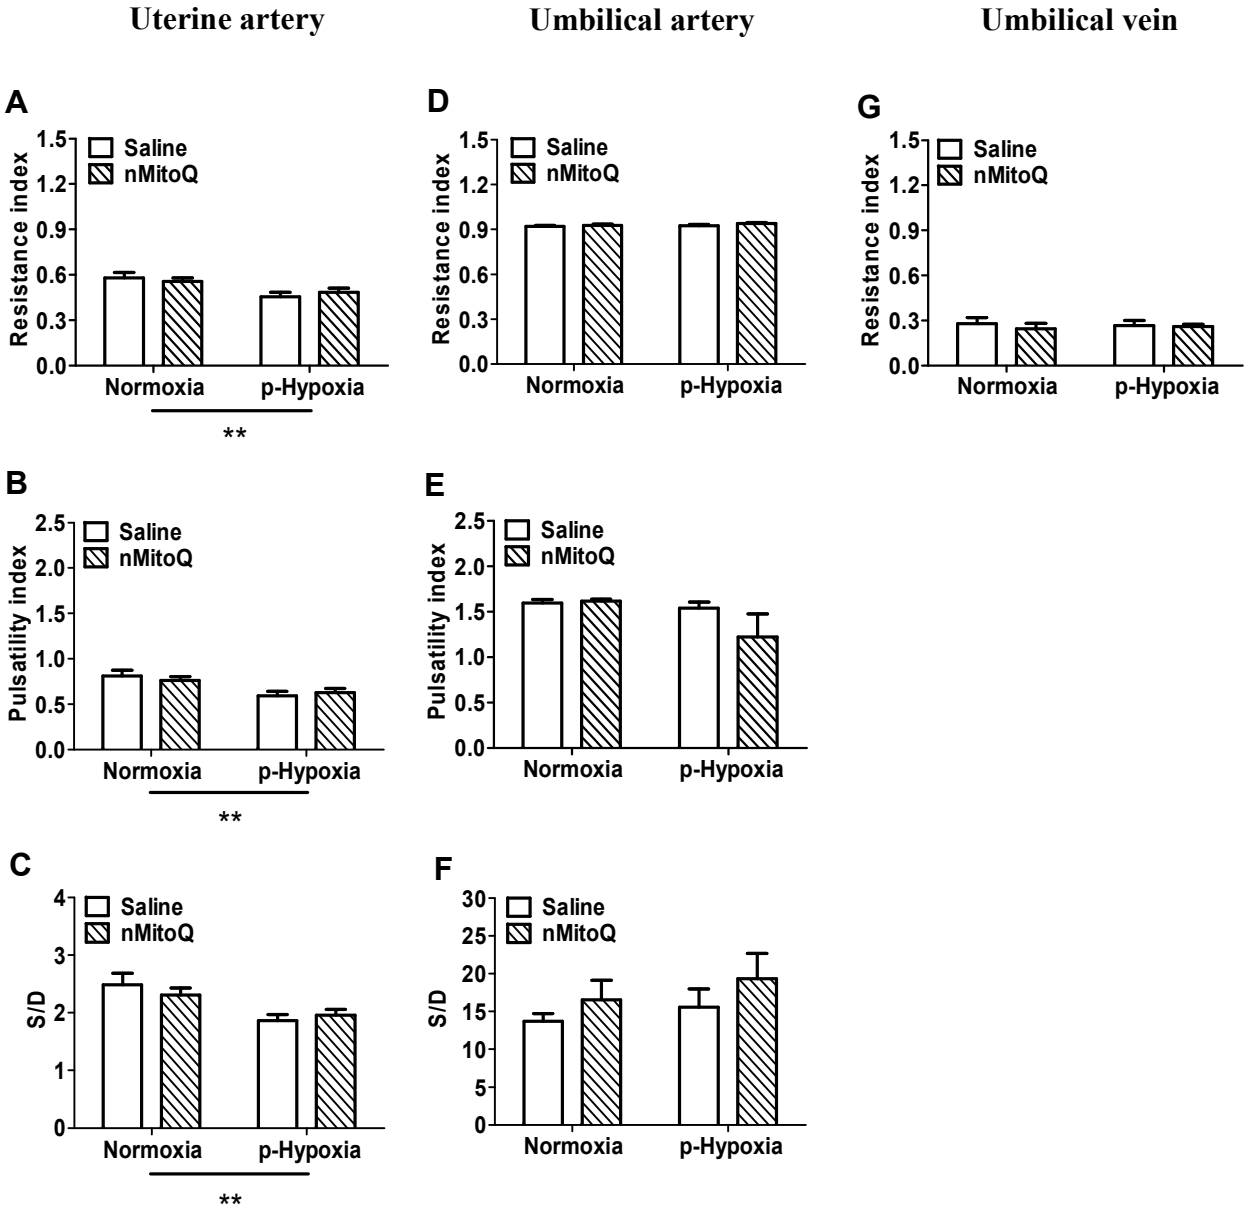 Uterine artery
Umbilical artery
Umbilical vein
A
Resistance index
1.5
1.2
0.9
0.6
0.3
0.0
Saline
nMitoQ
Normoxia
p-Hypoxia
**
D
Resistance index
1.5
1.2
0.9
0.6
0.3
0.0
Saline
nMitoQ
Normoxia
p-Hypoxia
G
Resistance index
1.5
1.2
0.9
0.6
0.3
0.0
Saline
nMitoQ
Normoxia
p-Hypoxia
B
Pulsatility index
2.5
2.0
1.5
1.0
0.5
0.0
Saline
nMitoQ
Normoxia
p-Hypoxia
**
E
Pulsatility index
2.5
2.0
1.5
1.0
0.5
0.0
Saline
nMitoQ
Normoxia
p-Hypoxia
C
S/D
4
3
2
1
0
Saline
nMitoQ
Normoxia
p-Hypoxia
**
F
S/D
30
25
20
15
10
5
0
Saline
nMitoQ
Normoxia
p-Hypoxia